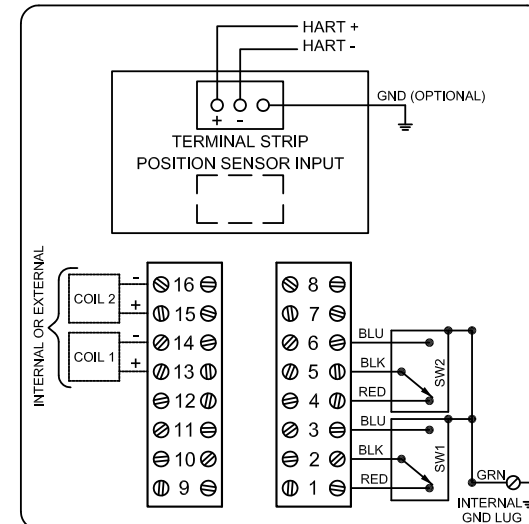 HART +
HART -
GND (OPTIONAL)
+ -
TERMINAL STRIP
POSITION SENSOR INPUT
INTERNAL OR EXTERNAL
COIL 2
-
+
COIL 1
-
+
16
15
14
13
12
11
10
9
8
7
6
5
4
3
2
1
BLU
BLK
RED
BLU
BLK
RED
SW2
SW1
GRN
INTERNAL
GND LUG